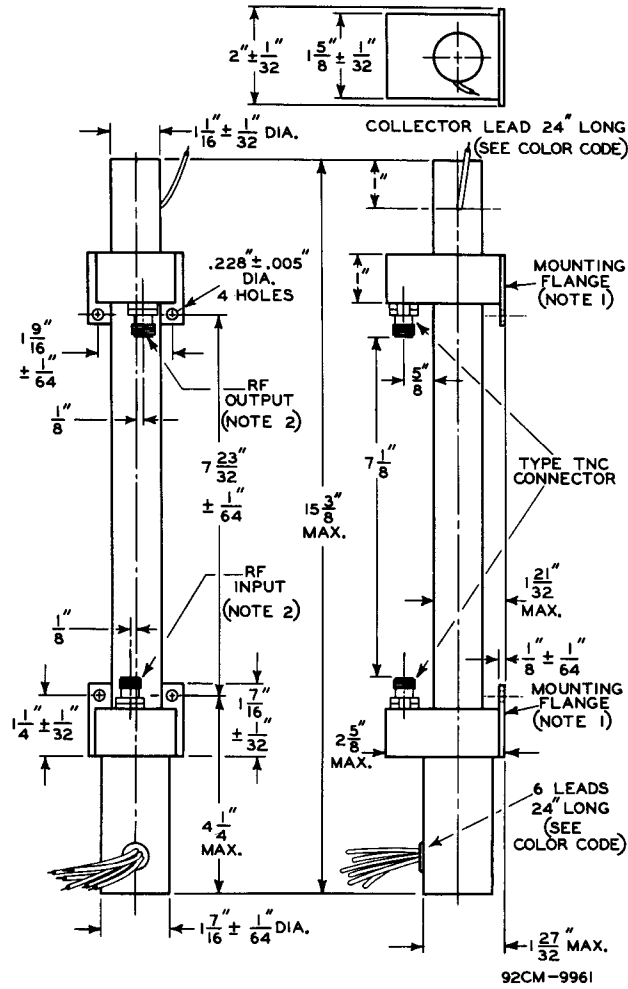 2" ± 1/32"
1 5/8" ± 1/32"
1 1/16" ± 1/32" DIA.
COLLECTOR LEAD 24" LONG
(SEE COLOR CODE)
1"
.228" ± .005"
DIA.
4 HOLES
1"
MOUNTING
FLANGE
(NOTE 1)
1 9/16"
± 1/64"
RF
OUTPUT
(NOTE 2)
5/8"
1/8"
7 23/32"
± 1/64"
15 3/8"
MAX.
7 1/8"
TYPE TNC
CONNECTOR
RF
INPUT
(NOTE 2)
1 21/32"
MAX.
1/8"
1/8" ± 1/64"
1 1/4" ± 1/32"
1 7/16"
± 1/32"
MOUNTING
FLANGE
(NOTE 1)
2 5/8"
MAX.
4 1/4"
MAX.
6 LEADS
24" LONG
(SEE
COLOR CODE)
1 7/16" ± 1/64" DIA.
1 27/32" MAX.
92CM-9961